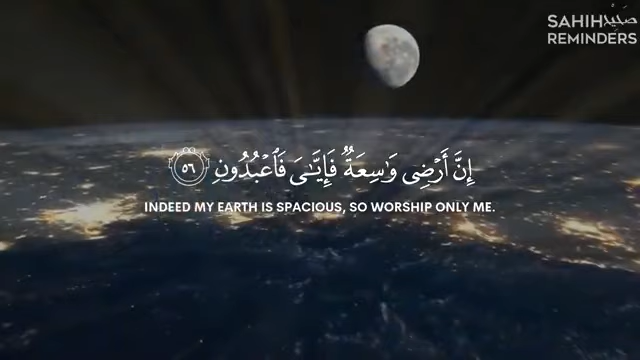 SAHIH صَحِيْح
REMINDERS
إِنَّ أَرْضِى وَٰسِعَةٌ فَإِيَّـٰىَ فَٱعْبُدُونِ ٥٦
INDEED MY EARTH IS SPACIOUS, SO WORSHIP ONLY ME.